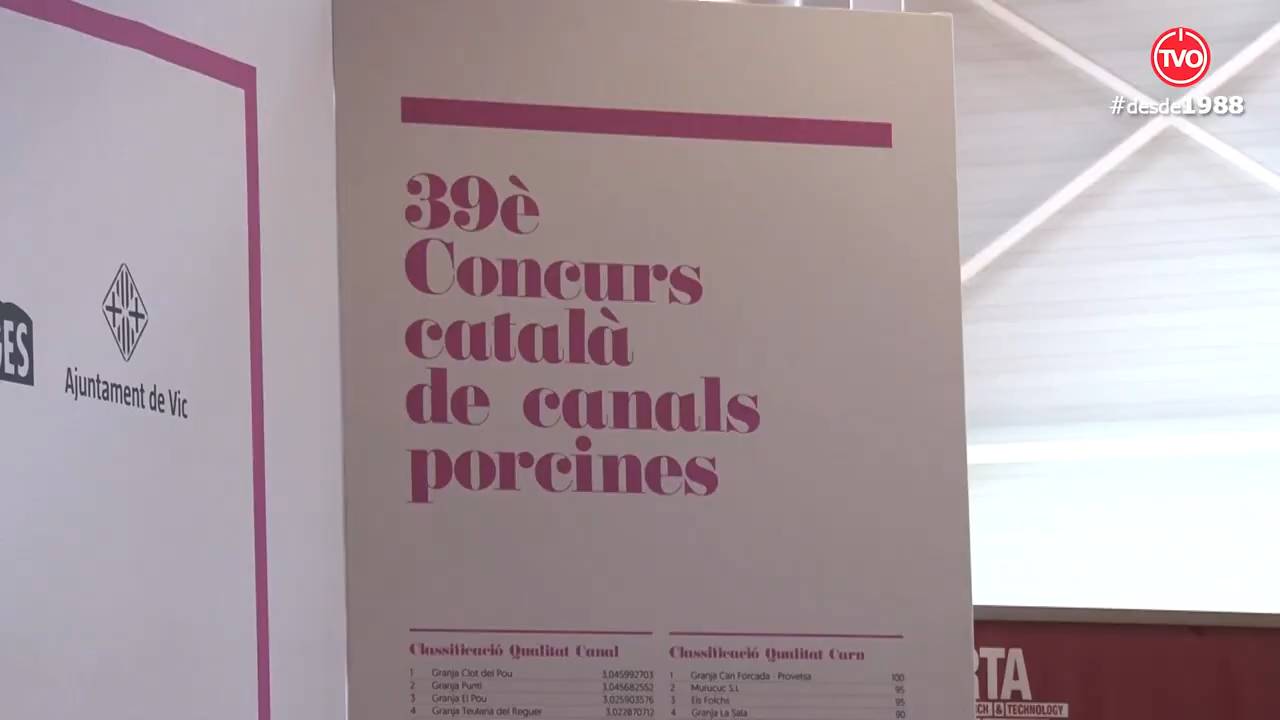 TVO
#desde1988
39è
Concurs
català
de canals
porcines
GES
Ajuntament de Vic
Classificació Qualitat Canal
1 Granja Clot del Pou 3,045992703
2 Granja Puntí 3,045682552
3 Granja El Pou 3,025903576
4 Granja Teularia del Reguer 3,022870712
Classificació Qualitat Carn
1 Granja Can Forcada - Provetsa 100
2 Murucuc S.L 95
3 Els Folchs 95
4 Granja La Sala 90
RTA
& TECHNOLOGY